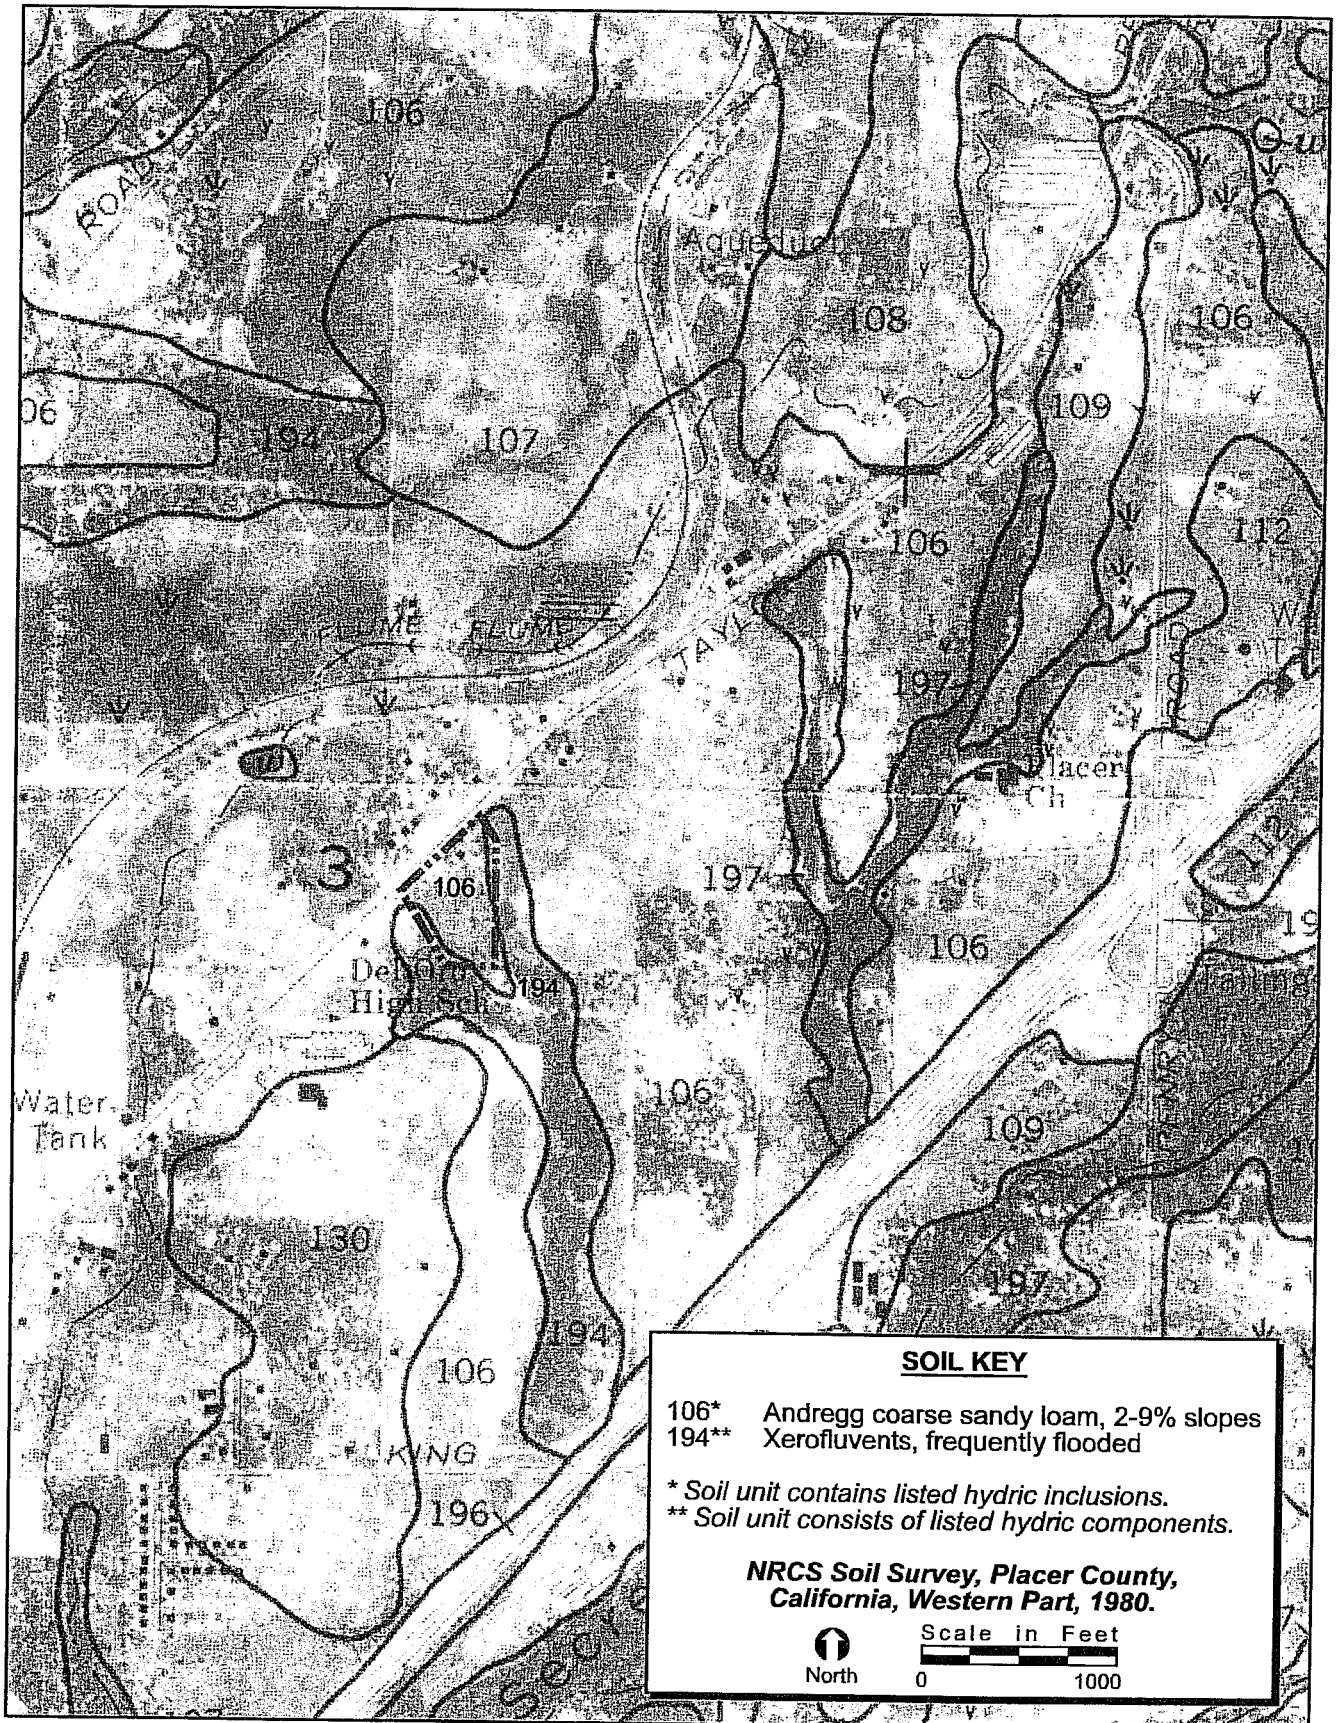 106
ROAD
Aqueduct
108
106
06
194
107
109
106
112
FLUME
FLUME
TAYL
197
ROAD
Placer
Ch
w
3
106
197
112
106
19
Del Oro
High Sch
194
106
109
Water
Tank
130
197
194
106
KING
196
SOIL KEY
106* Andregg coarse sandy loam, 2-9% slopes
194** Xerofluvents, frequently flooded
* Soil unit contains listed hydric inclusions.
** Soil unit consists of listed hydric components.
NRCS Soil Survey, Placer County,
California, Western Part, 1980.
Scale in Feet
North
0 1000